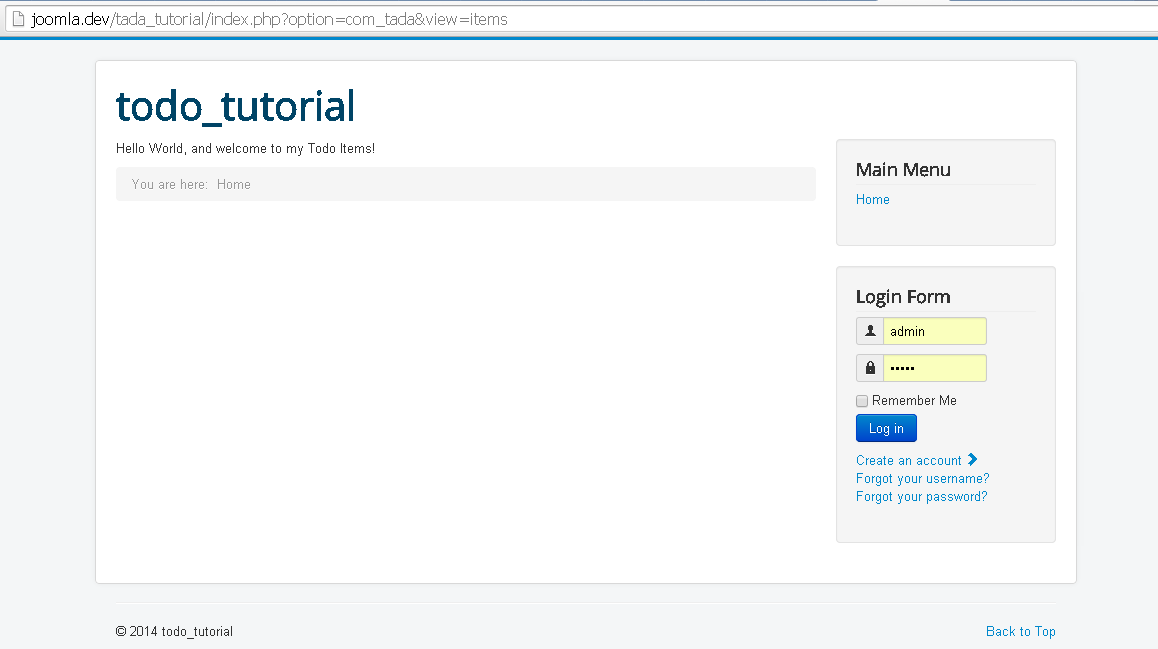 joomla.dev/tada_tutorial/index.php?option=com_tada&view=items
todo_tutorial
Hello World, and welcome to my Todo Items!
You are here: Home
Main Menu
Home
Login Form
admin
•••••
Remember Me
Log in
Create an account
Forgot your username?
Forgot your password?
© 2014 todo_tutorial
Back to Top